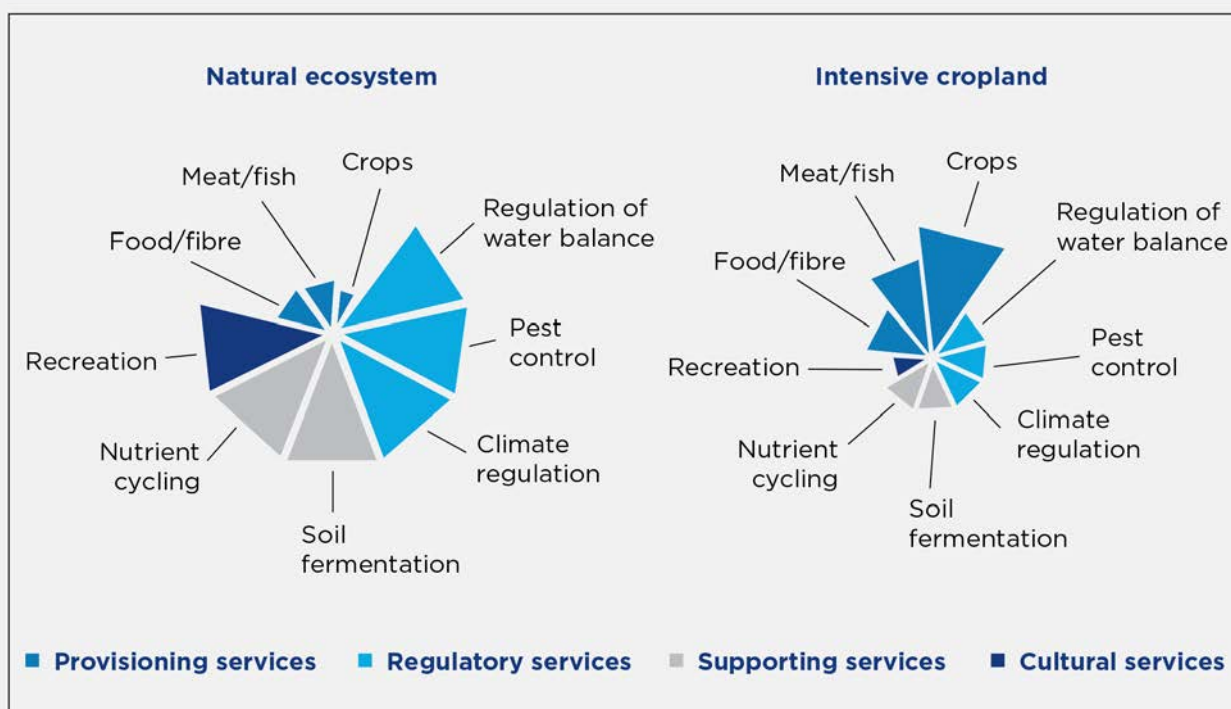 Natural ecosystem
Meat/fish
Crops
Food/fibre
Regulation of
water balance
Recreation
Pest
control
Nutrient
cycling
Climate
regulation
Soil
fermentation
Intensive cropland
Meat/fish
Crops
Food/fibre
Regulation of
water balance
Recreation
Pest
control
Nutrient
cycling
Climate
regulation
Soil
fermentation
Provisioning services
Regulatory services
Supporting services
Cultural services